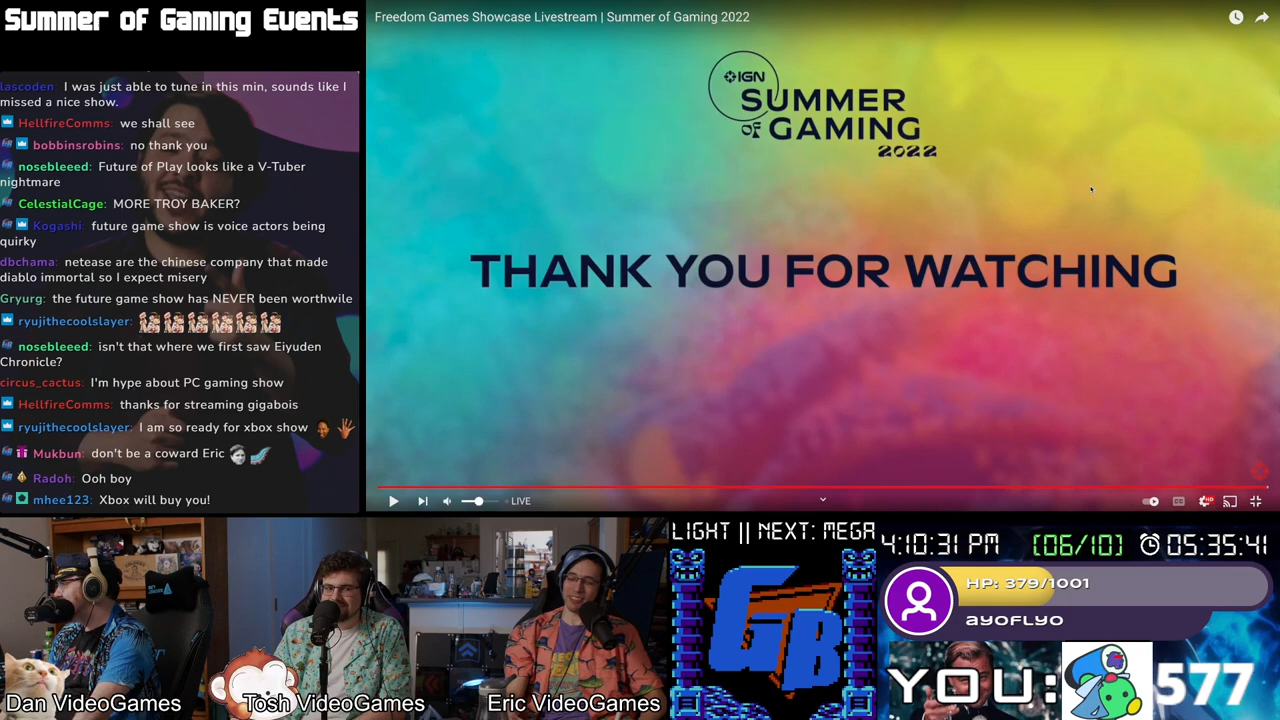 Summer of Gaming Events
lascoden: I was just able to tune in this min, sounds like I
missed a nice show.
HellfireComms: we shall see
bobbinsrobins: no thank you
nosebleeed: Future of Play looks like a V-Tuber
nightmare
CelestialCage: MORE TROY BAKER?
Kogashi: future game show is voice actors being
quirky
dbchama: netease are the chinese company that made
diablo immortal so I expect misery
Gryurg: the future game show has NEVER been worthwile
ryujithecoolslayer:
nosebleeed: isn't that where we first saw Eiyuden
Chronicle?
circus_cactus: I'm hype about PC gaming show
HellfireComms: thanks for streaming gigabois
ryujithecoolslayer: I am so ready for xbox show
Mukbun: don't be a coward Eric
Radoh: Ooh boy
mhee123: Xbox will buy you!
Freedom Games Showcase Livestream | Summer of Gaming 2022
IGN
SUMMER
of GAMING
2022
THANK YOU FOR WATCHING
LIVE
HD
Dan VideoGames
Tosh VideoGames
Eric VideoGames
LIGHT || NEXT: MEGA
GB
4:10:31 PM [06/10] 05:35:41
HP: 379/1001
ayoflyo
YOU: 577